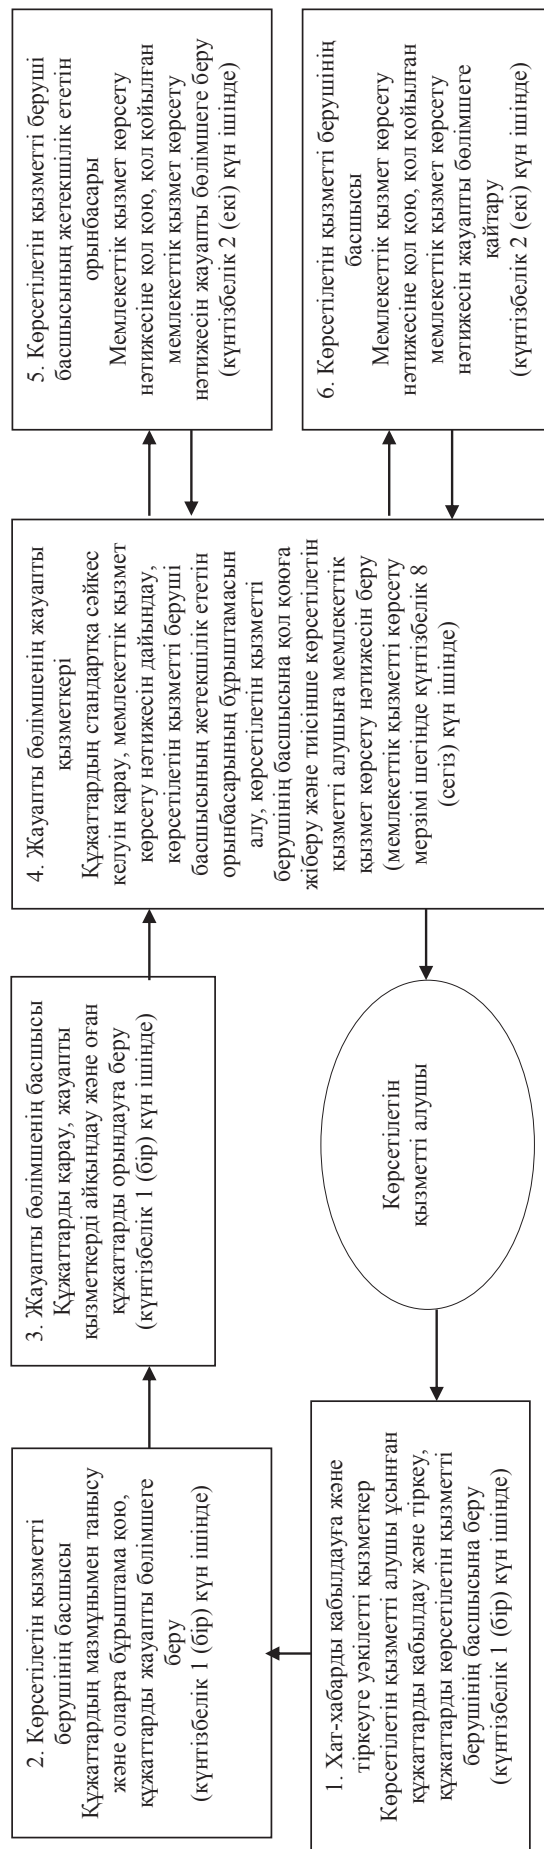 1. Хат-хабарды қабылдауға және
тіркеуге уәкілетті қызметкер
Көрсетілетін қызметті алушы ұсынған
құжаттарды қабылдау және тіркеу,
құжаттарды көрсетілетін қызметті
берушінің басшысына беру
(күнтізбелік 1 (бір) күн ішінде)
2. Көрсетілетін қызметті
берушінің басшысы
Құжаттардың мазмұнымен танысу
және оларға бұрыштама қою,
құжаттарды жауапты бөлімшеге
беру
(күнтізбелік 1 (бір) күн ішінде)
3. Жауапты бөлімшенің басшысы
Құжаттарды қарау, жауапты
қызметкерді айқындау және оған
құжаттарды орындауға беру
(күнтізбелік 1 (бір) күн ішінде)
4. Жауапты бөлімшенің жауапты
қызметкері
Құжаттардың стандартқа сәйкес
келуін қарау, мемлекеттік қызмет
көрсету нәтижесін дайындау,
көрсетілетін қызметті беруші
басшысының жетекшілік ететін
орынбасарының бұрыштамасын
алу, көрсетілетін қызметті
берушінің басшысына қол қоюға
жіберу және тиісінше көрсетілетін
қызметті алушыға мемлекеттік
қызмет көрсету нәтижесін беру
(мемлекеттік қызметті көрсету
мерзімі шегінде күнтізбелік 8
(сегіз) күн ішінде)
5. Көрсетілетін қызметті беруші
басшысының жетекшілік ететін
орынбасары
Мемлекеттік қызмет көрсету
нәтижесіне қол қою, қол қойылған
мемлекеттік қызмет көрсету
нәтижесін жауапты бөлімшеге беру
(күнтізбелік 2 (екі) күн ішінде)
6. Көрсетілетін қызметті берушінің
басшысы
Мемлекеттік қызмет көрсету
нәтижесіне қол қою, қол қойылған
мемлекеттік қызмет көрсету
нәтижесін жауапты бөлімшеге
қайтару
(күнтізбелік 2 (екі) күн ішінде)
Көрсетілетін
қызметті алушы